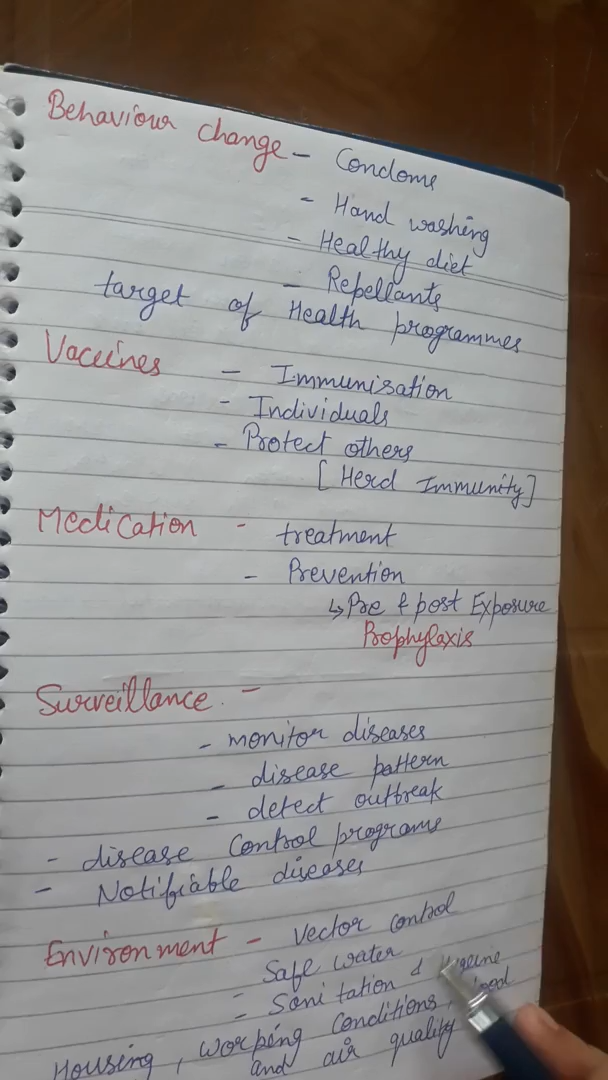 Behaviour change - Condoms
- Hand washing
- Healthy diet
- Repellants
target of Health programmes
Vaccines - Immunisation
- Individuals
- Protect others
[Herd Immunity]
Medication - treatment
- Prevention
↳ Pre & post Exposure
Prophylaxis
Surveillance -
- monitor diseases
- disease pattern
- detect outbreak
- disease control programs
- Notifiable diseases
Environment - Vector control
Safe water
- Sanitation &
Housing, working conditions,
and air quality